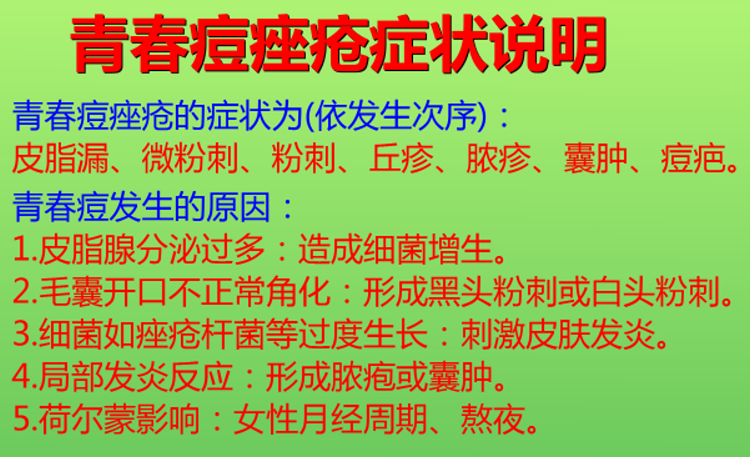 青春痘痤疮症状说明
青春痘痤疮的症状为(依发生次序)：
皮脂漏、微粉刺、粉刺、丘疹、脓疹、囊肿、痘疤。
青春痘发生的原因：
1.皮脂腺分泌过多：造成细菌增生。
2.毛囊开口不正常角化：形成黑头粉刺或白头粉刺。
3.细菌如痤疮杆菌等过度生长：刺激皮肤发炎。
4.局部发炎反应：形成脓疱或囊肿。
5.荷尔蒙影响：女性月经周期、熬夜。